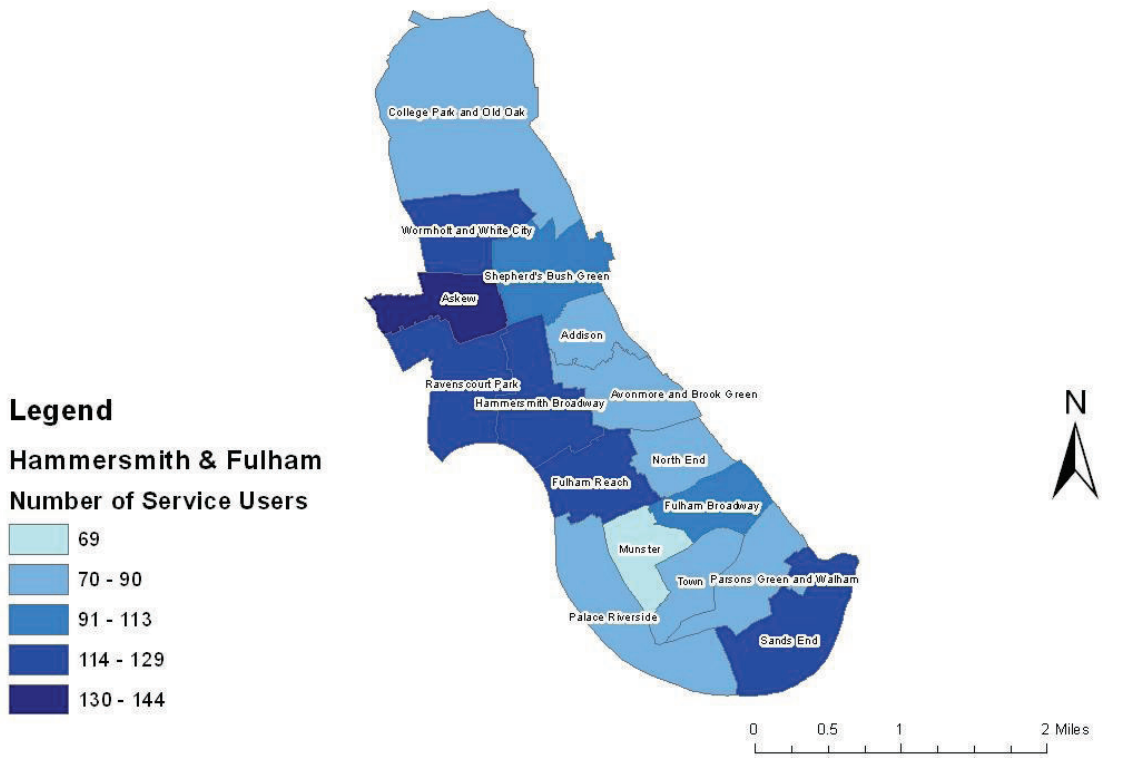 College Park and Old Oak
Wormholt and White City
Shepherd's Bush Green
Askew
Addison
Ravenscourt Park
Avonmore and Brook Green
Hammersmith Broadway
North End
Fulham Reach
Fulham Broadway
Munster
Town
Parsons Green and Walham
Palace Riverside
Sands End
Legend
Hammersmith & Fulham
Number of Service Users
69
70 - 90
91 - 113
114 - 129
130 - 144
N
0 0.5 1 2 Miles